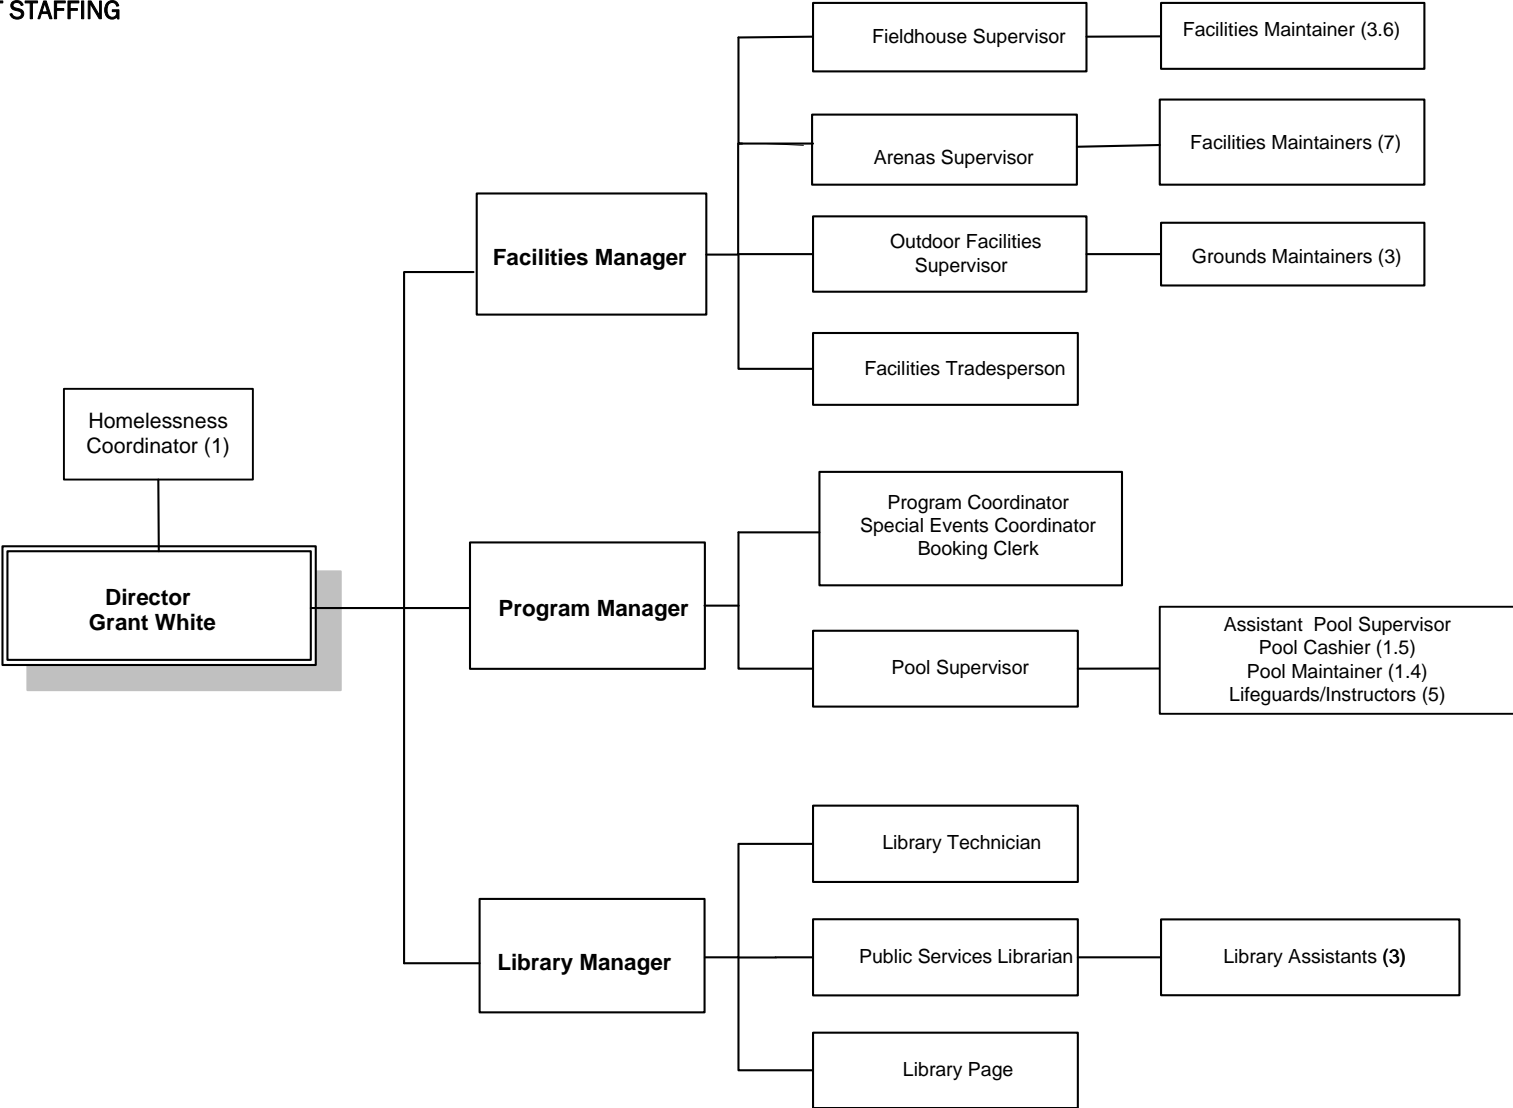 T STAFFING
Fieldhouse Supervisor
Facilities Maintainer (3.6)
Arenas Supervisor
Facilities Maintainers (7)
Facilities Manager
Outdoor Facilities
Supervisor
Grounds Maintainers (3)
Facilities Tradesperson
Homelessness
Coordinator (1)
Director
Grant White
Program Manager
Program Coordinator
Special Events Coordinator
Booking Clerk
Pool Supervisor
Assistant Pool Supervisor
Pool Cashier (1.5)
Pool Maintainer (1.4)
Lifeguards/Instructors (5)
Library Manager
Library Technician
Public Services Librarian
Library Assistants (3)
Library Page